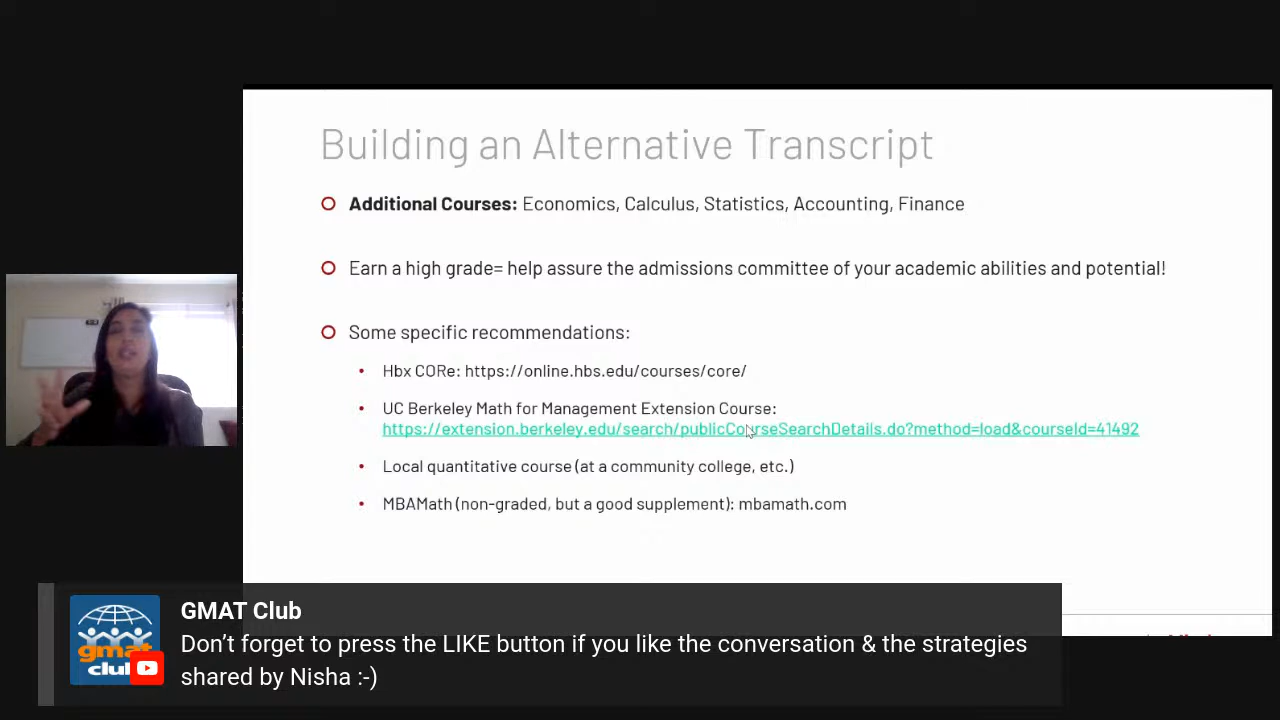 Building an Alternative Transcript
Additional Courses: Economics, Calculus, Statistics, Accounting, Finance
Earn a high grade= help assure the admissions committee of your academic abilities and potential!
Some specific recommendations:
Hbx CORe: https://online.hbs.edu/courses/core/
UC Berkeley Math for Management Extension Course:
https://extension.berkeley.edu/search/publicCourseSearchDetails.do?method=load&courseId=41492
Local quantitative course (at a community college, etc.)
MBAMath (non-graded, but a good supplement): mbamath.com
GMAT Club
Don’t forget to press the LIKE button if you like the conversation & the strategies
shared by Nisha :-)
gmat
club